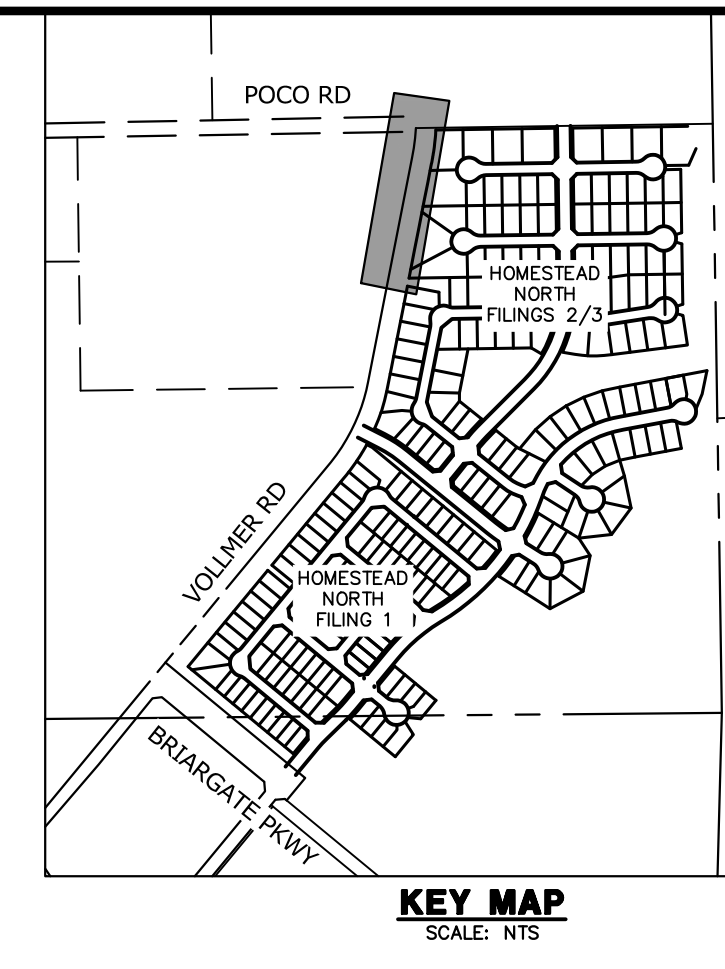 POCO RD
HOMESTEAD
NORTH
FILINGS 2/3
VOLLMER RD
HOMESTEAD
NORTH
FILING 1
BRIARGATE PKWY
KEY MAP
SCALE: NTS